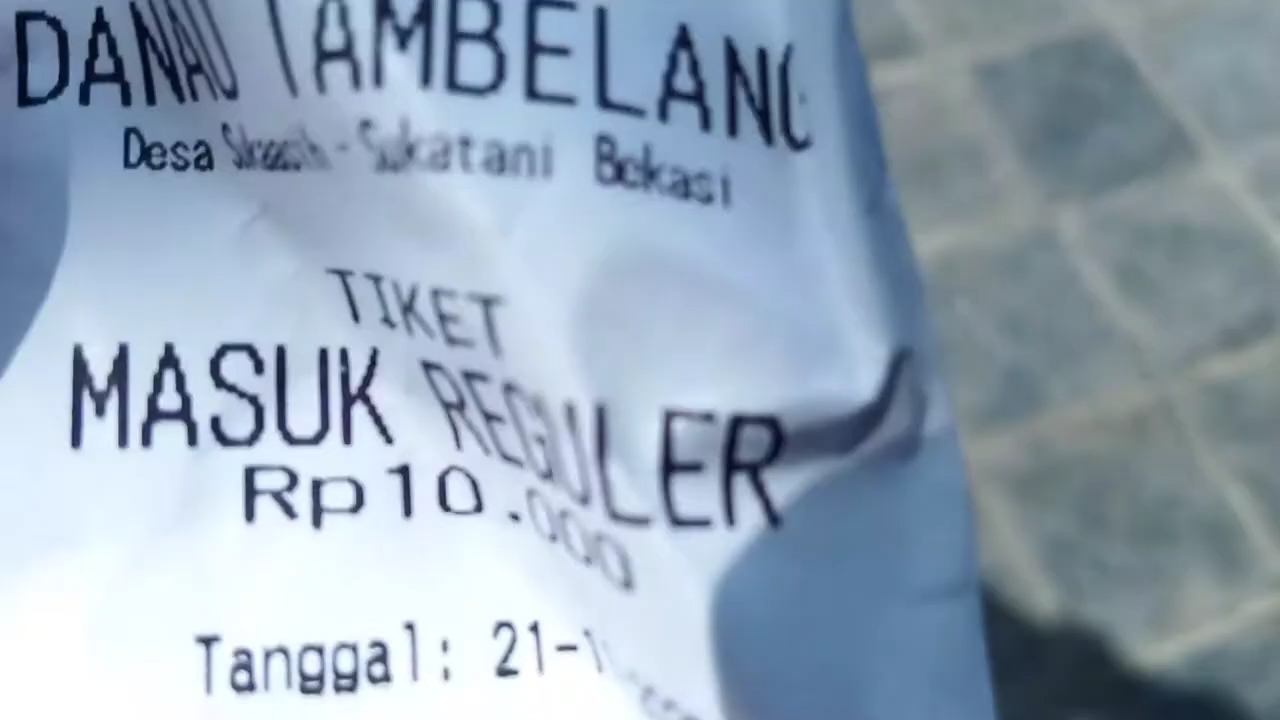 DANAU TAMBELANG
Desa - Sukatani Bekasi
TIKET
MASUK REGULER
Rp10.000
Tanggal: 21-